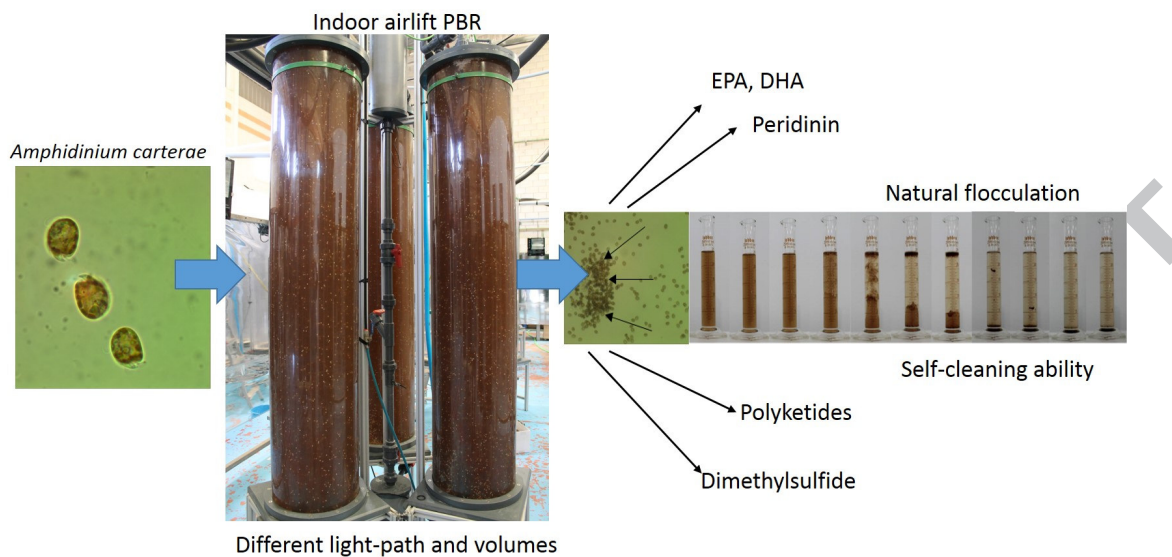 Indoor airlift PBR
EPA, DHA
Peridinin
Amphidinium carterae
Natural flocculation
Self-cleaning ability
Polyketides
Dimethylsulfide
Different light-path and volumes